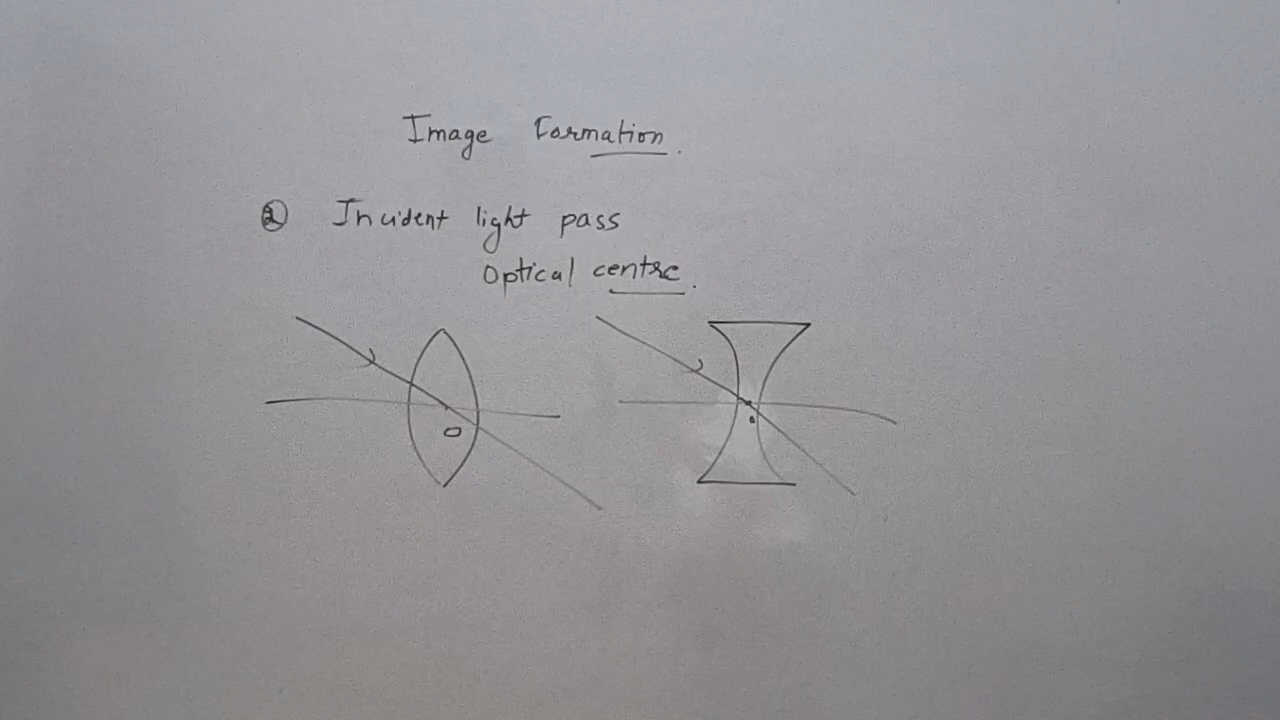 Image Formation.
② Incident light pass
Optical centre.
O
o